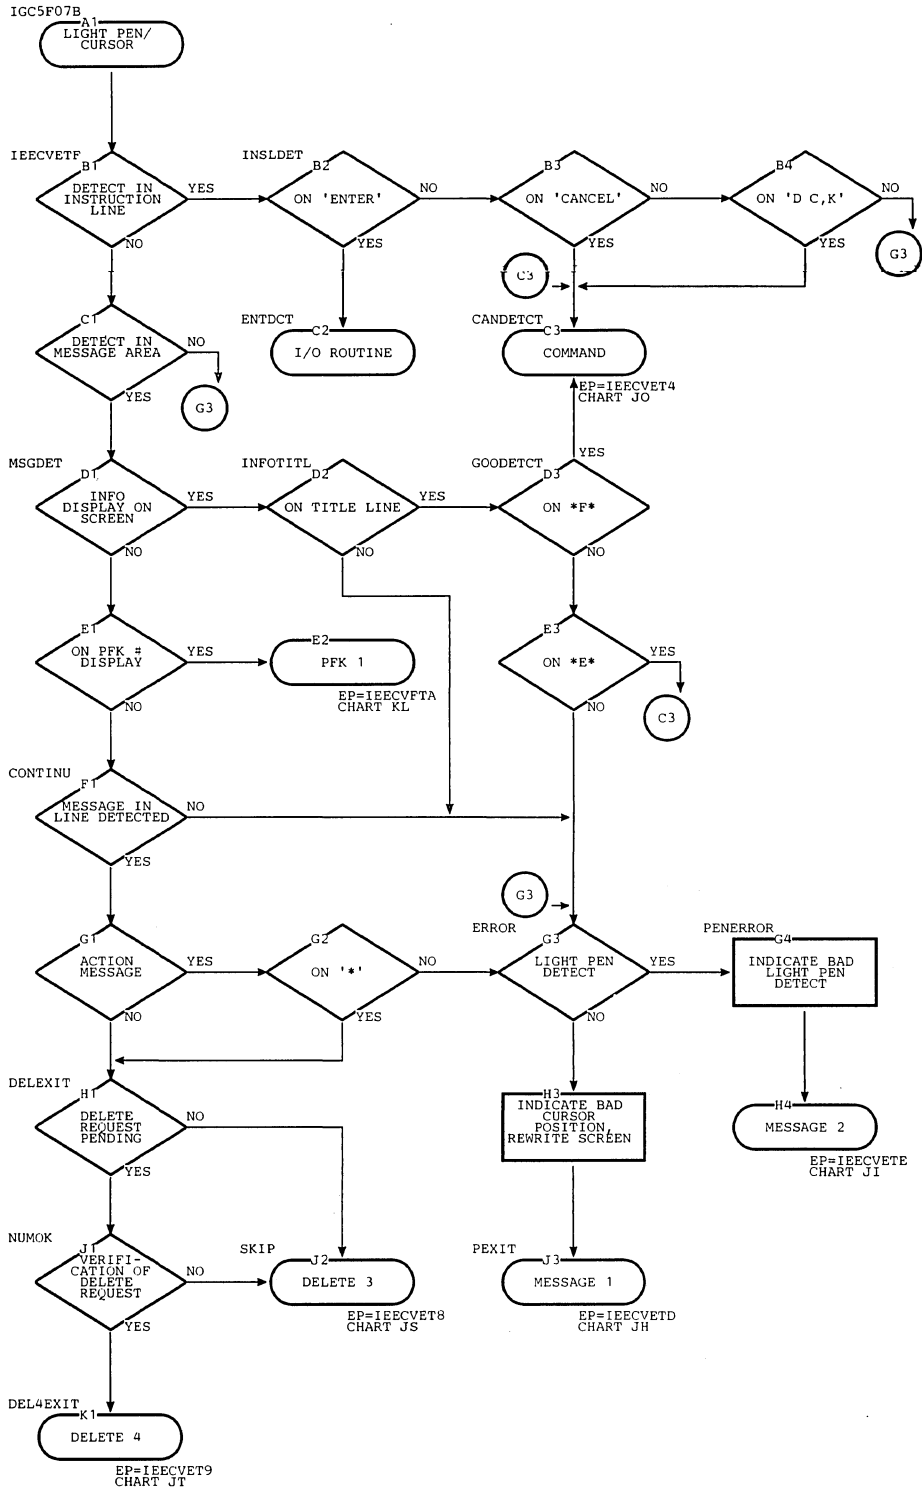 IGC5F07B
A1
LIGHT PEN/
CURSOR
IEECVETF
B1
DETECT IN
INSTRUCTION
LINE
YES
NO
INSLDET
B2
ON 'ENTER'
NO
YES
B3
ON 'CANCEL'
NO
YES
B4
ON 'D C,K'
NO
YES
G3
C3
C1
DETECT IN
MESSAGE AREA
NO
YES
G3
ENTDCT
C2
I/O ROUTINE
CANDETCT
C3
COMMAND
EP=IEECVET4
CHART JO
MSGDET
D1
INFO
DISPLAY ON
SCREEN
YES
NO
INFOTITL
D2
ON TITLE LINE
YES
NO
GOODETCT
D3
ON *F*
YES
NO
E1
ON PFK #
DISPLAY
YES
NO
E2
PFK 1
EP=IEECVFTA
CHART KL
E3
ON *E*
YES
NO
C3
CONTINU
F1
MESSAGE IN
LINE DETECTED
NO
YES
G3
G1
ACTION
MESSAGE
YES
NO
G2
ON '*'
NO
YES
ERROR
G3
LIGHT PEN
DETECT
YES
NO
PENERROR
G4
INDICATE BAD
LIGHT PEN
DETECT
DELEXIT
H1
DELETE
REQUEST
PENDING
NO
YES
H3
INDICATE BAD
CURSOR
POSITION,
REWRITE SCREEN
H4
MESSAGE 2
EP=IEECVETE
CHART JI
NUMOK
J1
VERIFI-
CATION OF
DELETE
REQUEST
NO
YES
SKIP
J2
DELETE 3
EP=IEECVET8
CHART JS
PEXIT
J3
MESSAGE 1
EP=IEECVETD
CHART JH
DEL4EXIT
K1
DELETE 4
EP=IEECVET9
CHART JT